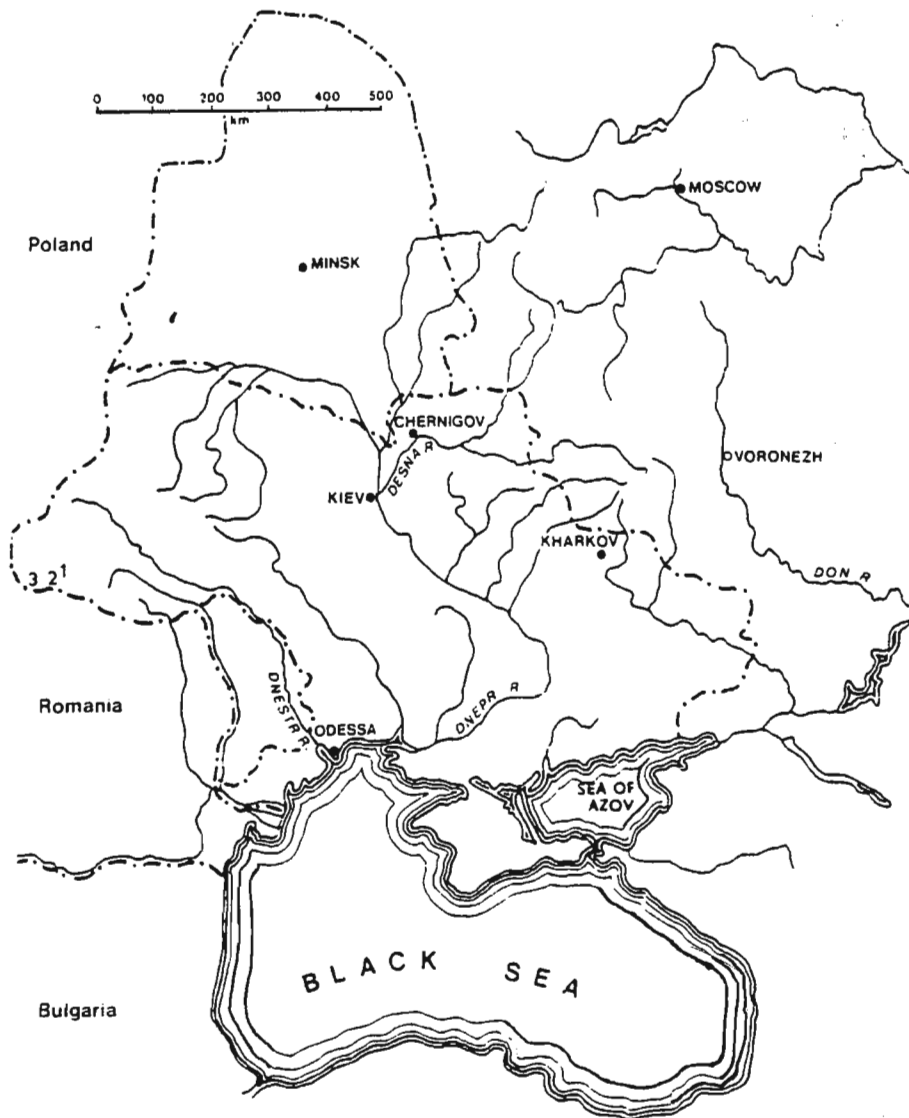 0 100 200 300 400 500
km
MOSCOW
Poland
MINSK
CHERNIGOV
DESNA R
VORONEZH
KIEV
KHARKOV
3 2 1
DON R
Romania
DNESTR R.
DNEPR R
ODESSA
SEA OF
AZOV
BLACK SEA
Bulgaria